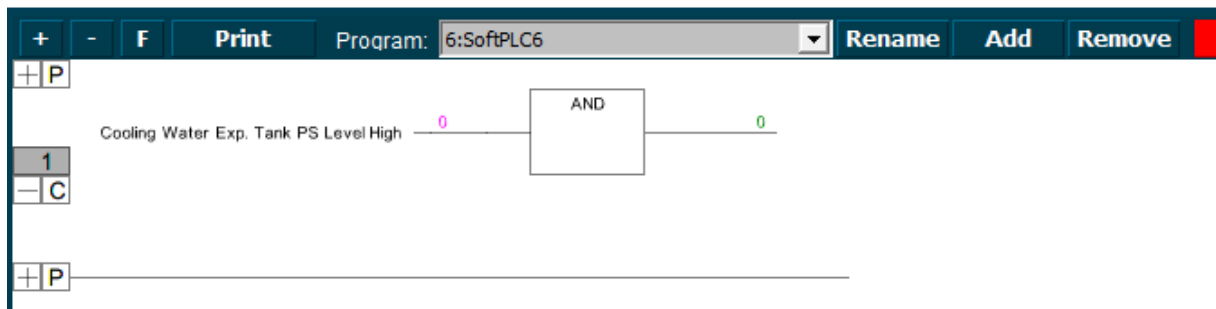 + - F Print Program: 6:SoftPLC6 Rename Add Remove
+ P
AND
Cooling Water Exp. Tank PS Level High 0 0
1
- C
+ P